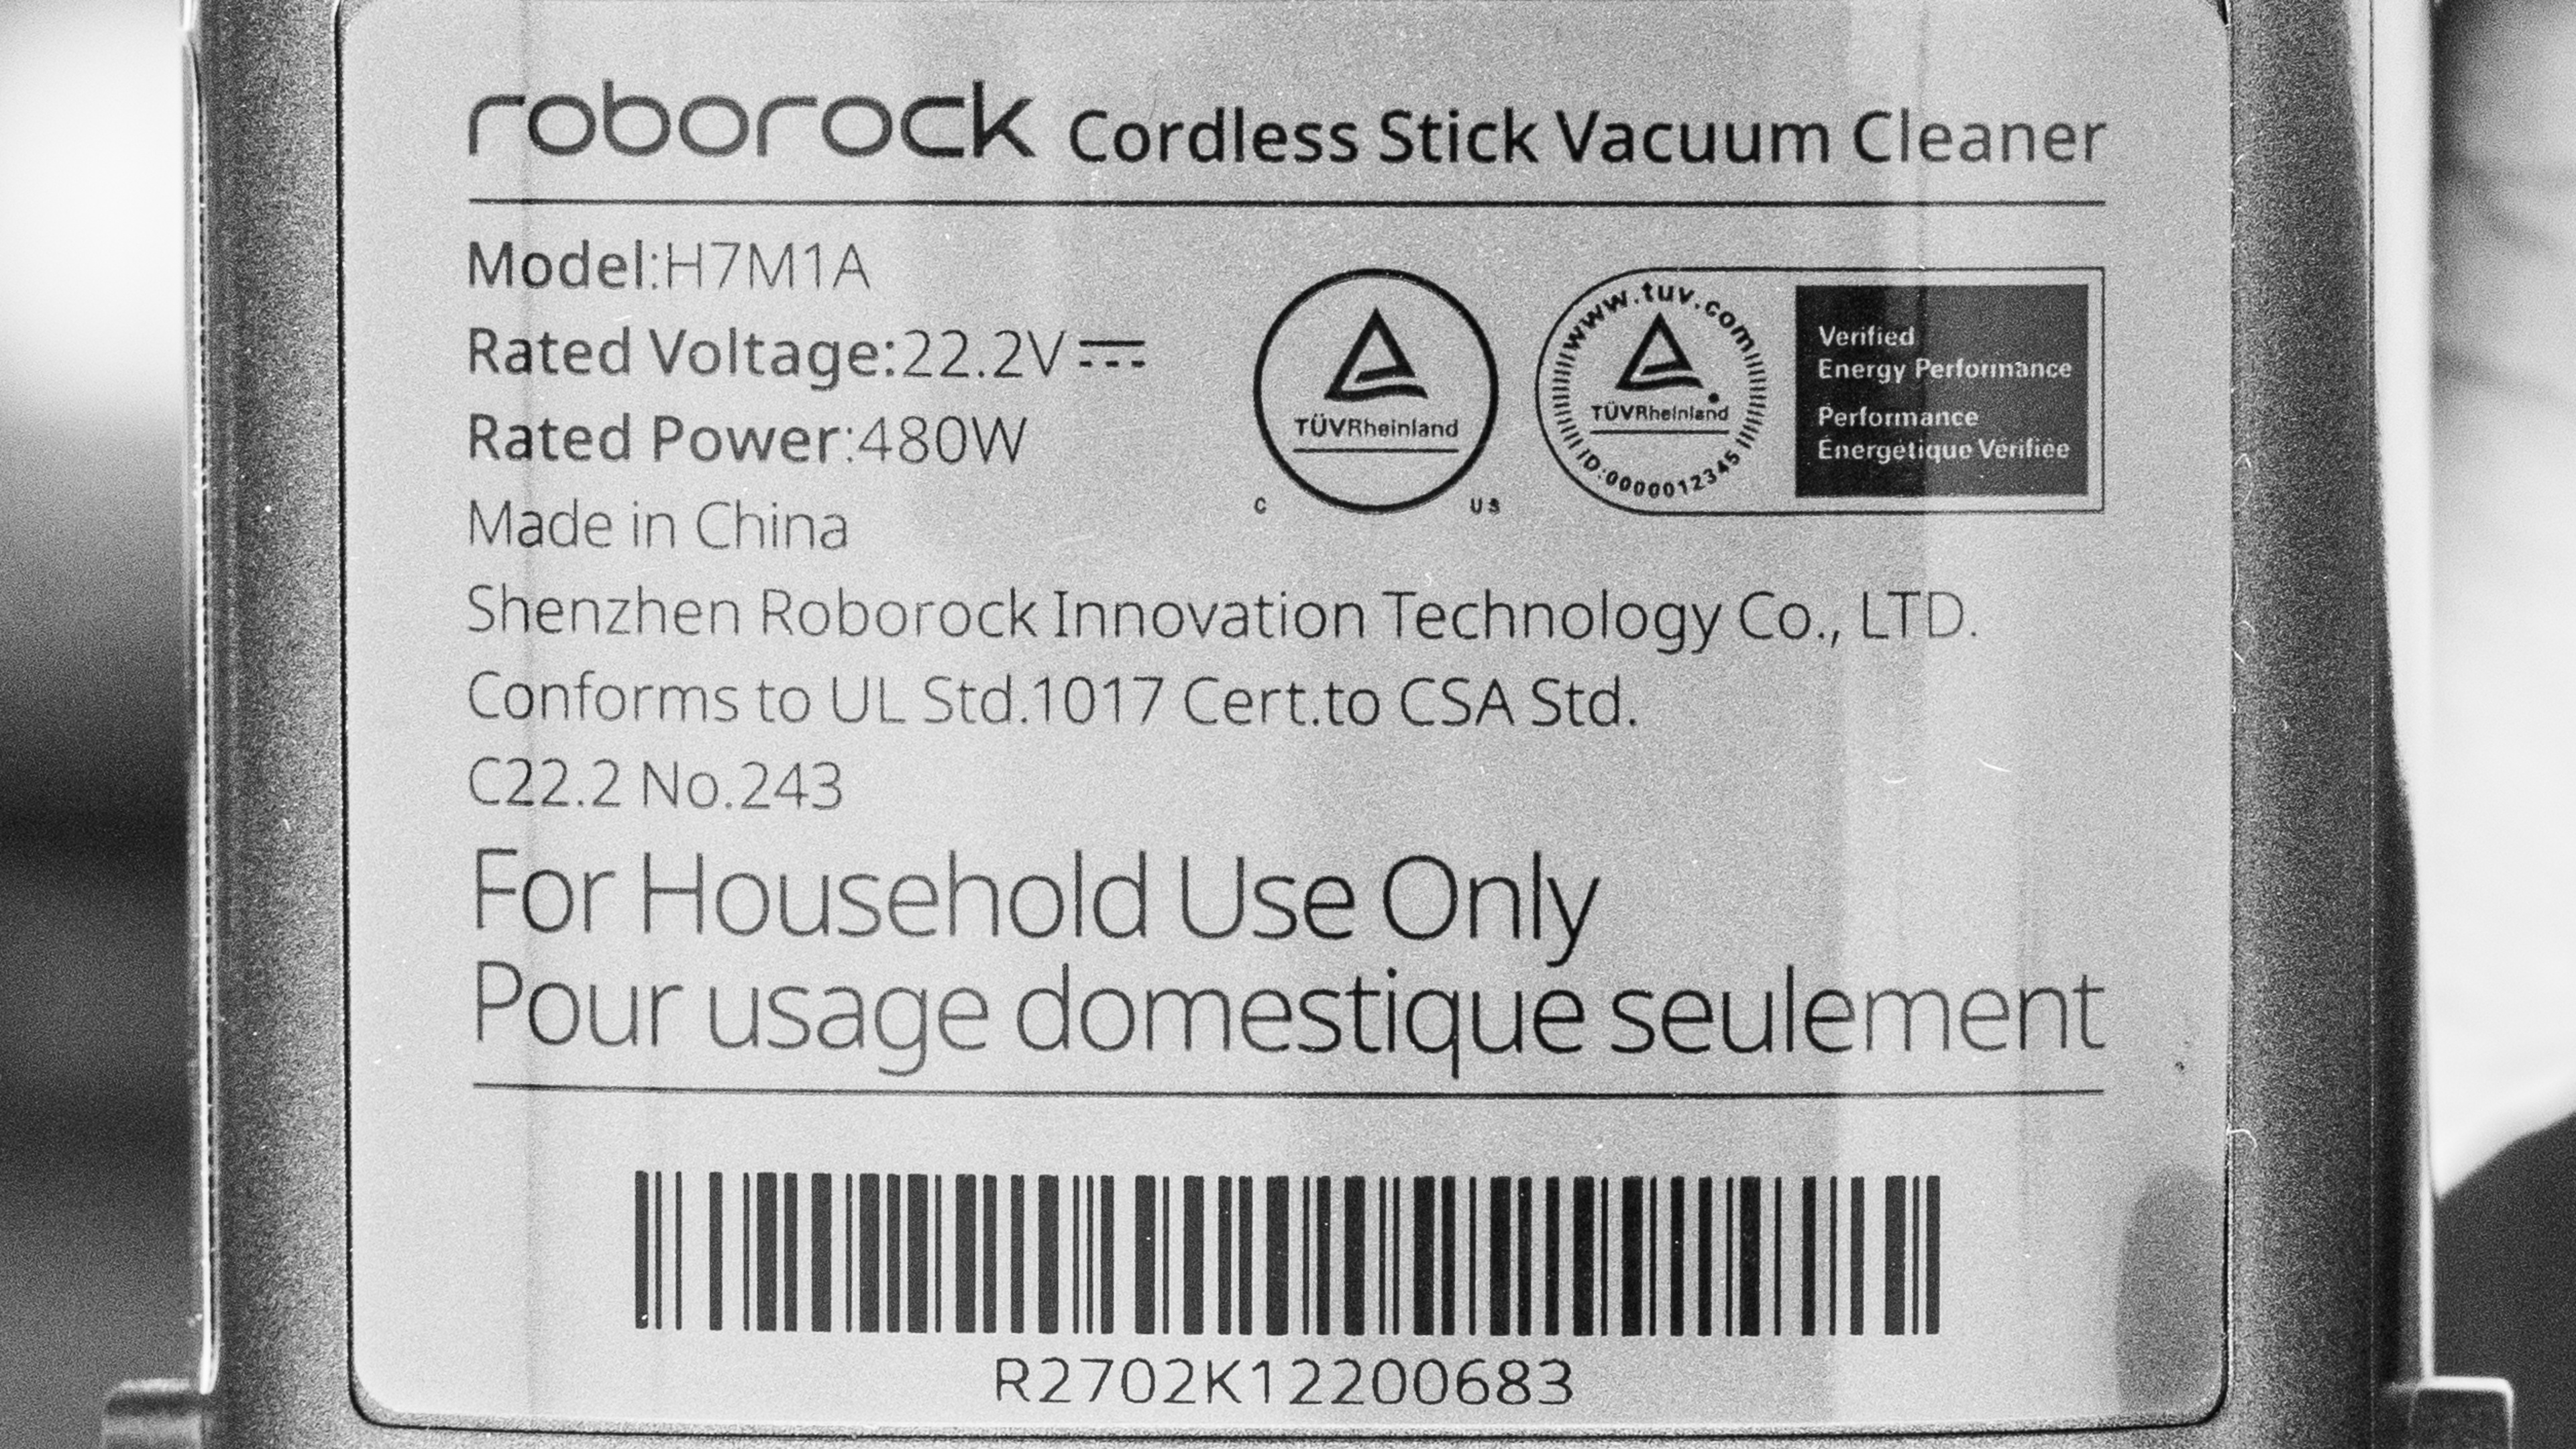 roborock Cordless Stick Vacuum Cleaner
Model:H7M1A
Rated Voltage:22.2V⎓
Rated Power:480W
Made in China
TÜVRheinland
C US
www.tuv.com
TÜVRheinland
ID:0000012345
Verified
Energy Performance
Performance
Énergétique Vérifiée
Shenzhen Roborock Innovation Technology Co., LTD.
Conforms to UL Std.1017 Cert.to CSA Std.
C22.2 No.243
For Household Use Only
Pour usage domestique seulement
R2702K12200683